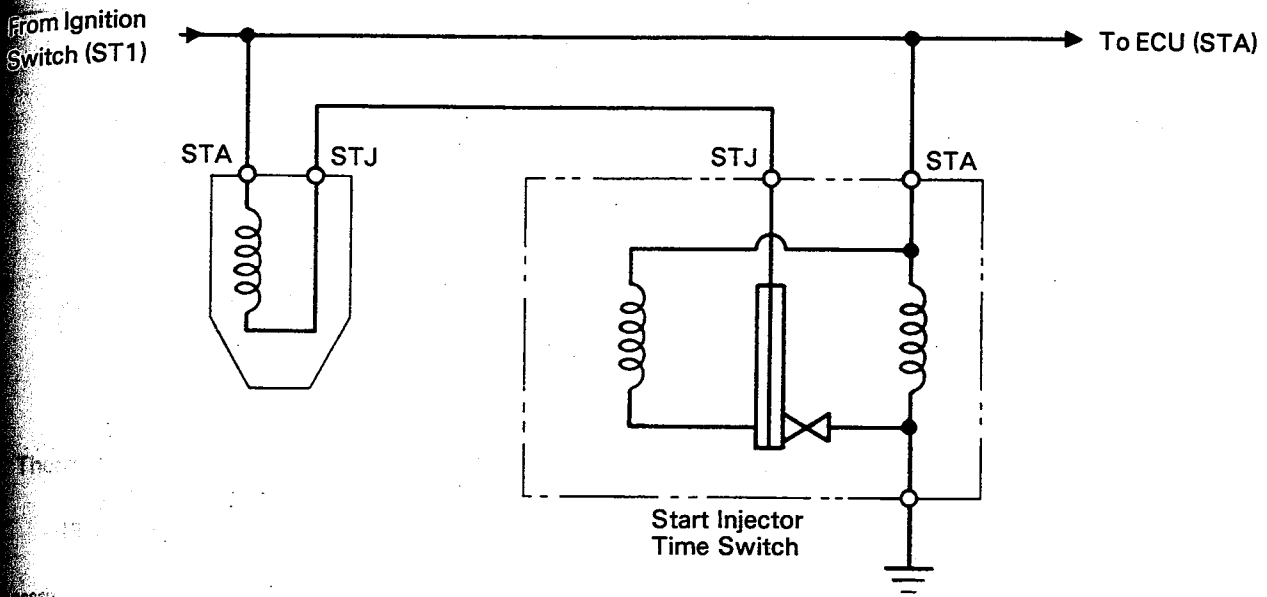 From Ignition
Switch (ST1)
To ECU (STA)
STA
STJ
STJ
STA
Start Injector
Time Switch